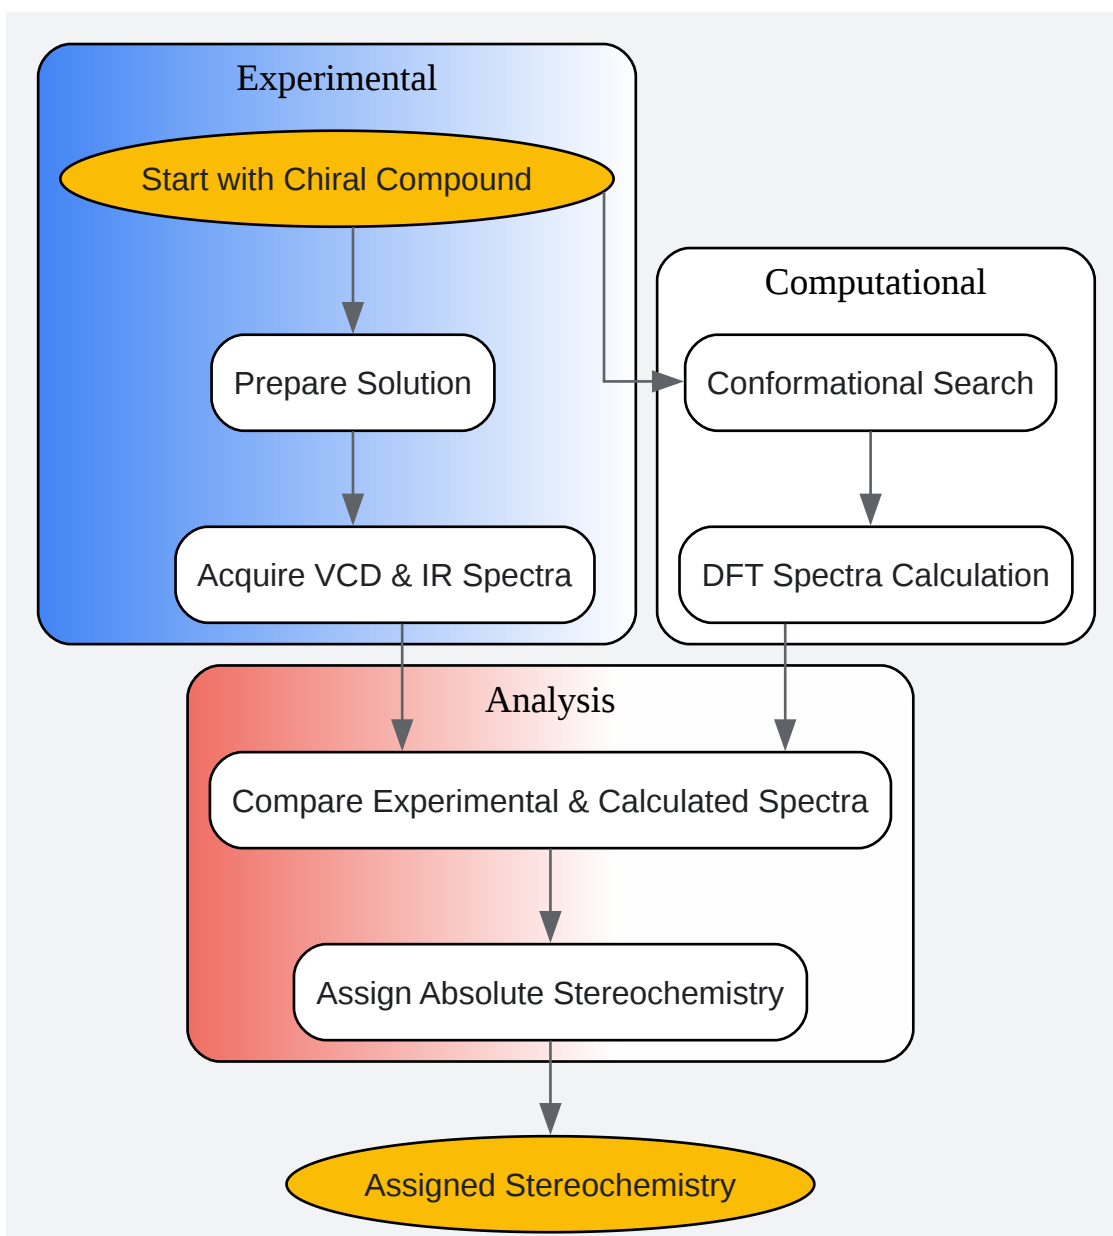 Experimental
Start with Chiral Compound
Computational
Prepare Solution
Conformational Search
Acquire VCD & IR Spectra
DFT Spectra Calculation
Analysis
Compare Experimental & Calculated Spectra
Assign Absolute Stereochemistry
Assigned Stereochemistry